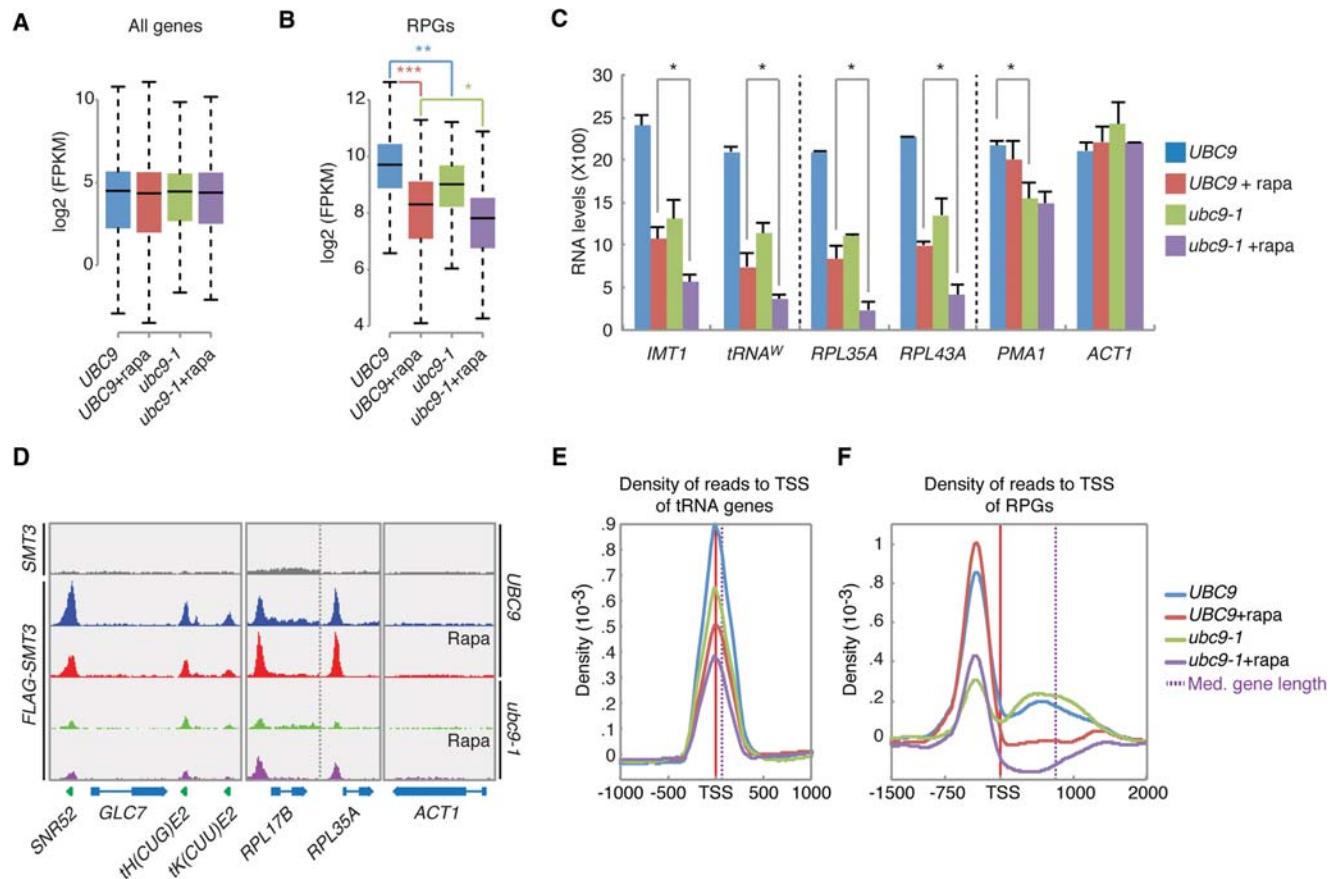 A
All genes
log2 (FPKM)
10
5
0
UBC9
UBC9+rapa
ubc9-1
ubc9-1+rapa
B
RPGs
**
***
*
log2 (FPKM)
12
10
8
6
4
UBC9
UBC9+rapa
ubc9-1
ubc9-1+rapa
C
RNA levels (X100)
30
25
20
15
10
5
0
* * * * *
IMT1 tRNAᵂ RPL35A RPL43A PMA1 ACT1
UBC9
UBC9 + rapa
ubc9-1
ubc9-1 +rapa
D
SMT3
FLAG-SMT3
UBC9
Rapa
ubc9-1
Rapa
SNR52
GLC7
tH(CUG)E2
tK(CUU)E2
RPL17B
RPL35A
ACT1
E
Density of reads to TSS
of tRNA genes
Density (10⁻³)
.9
.8
.7
.6
.5
.4
.3
.2
.1
0
-1000 -500 TSS 500 1000
F
Density of reads to TSS
of RPGs
Density (10⁻³)
1
.8
.6
.4
.2
0
-1500 -750 TSS 1000 2000
UBC9
UBC9+rapa
ubc9-1
ubc9-1+rapa
Med. gene length